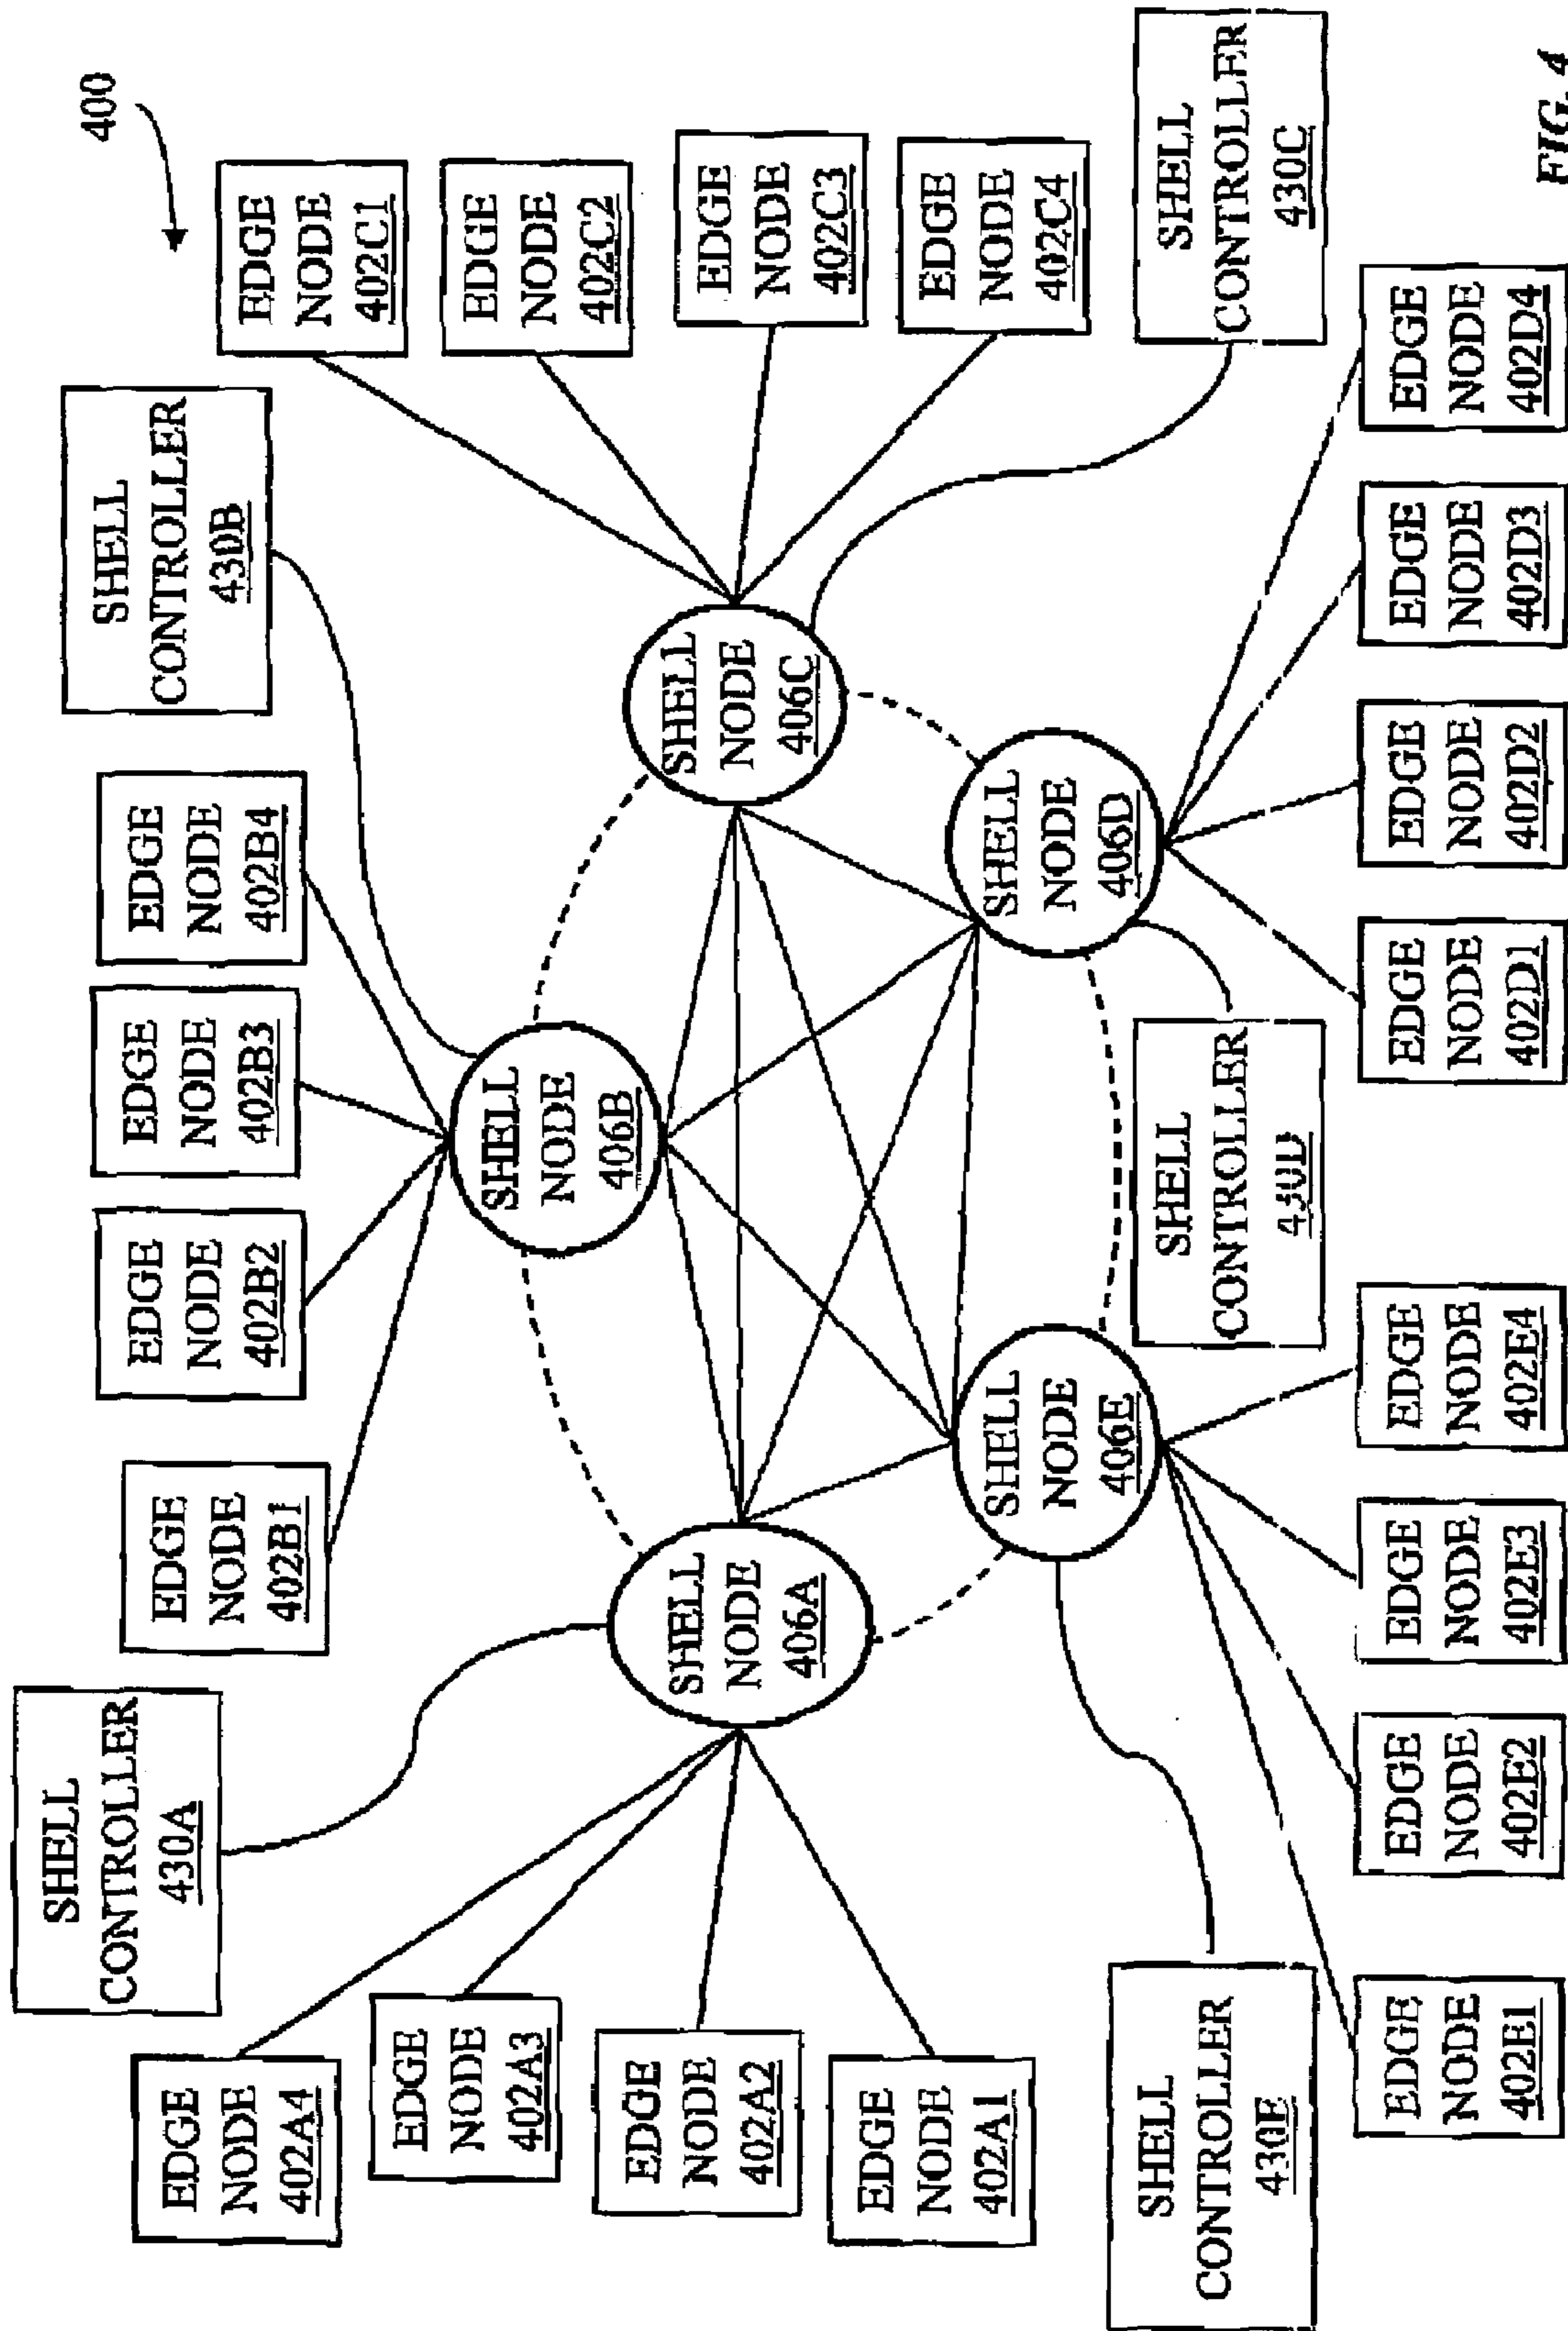 400
SHELL
CONTROLLER
430A
SHELL
CONTROLLER
430B
EDGE
NODE
402B1
EDGE
NODE
402B2
EDGE
NODE
402B3
EDGE
NODE
402B4
EDGE
NODE
402A4
EDGE
NODE
402A3
EDGE
NODE
402A2
EDGE
NODE
402A1
EDGE
NODE
402C1
EDGE
NODE
402C2
EDGE
NODE
402C3
EDGE
NODE
402C4
SHELL
NODE
406B
SHELL
NODE
406A
SHELL
NODE
406C
SHELL
NODE
406E
SHELL
NODE
406D
SHELL
CONTROLLER
430E
SHELL
CONTROLLER
430D
SHELL
CONTROLLER
430C
EDGE
NODE
402E1
EDGE
NODE
402E2
EDGE
NODE
402E3
EDGE
NODE
402E4
EDGE
NODE
402D1
EDGE
NODE
402D2
EDGE
NODE
402D3
EDGE
NODE
402D4
FIG. 4